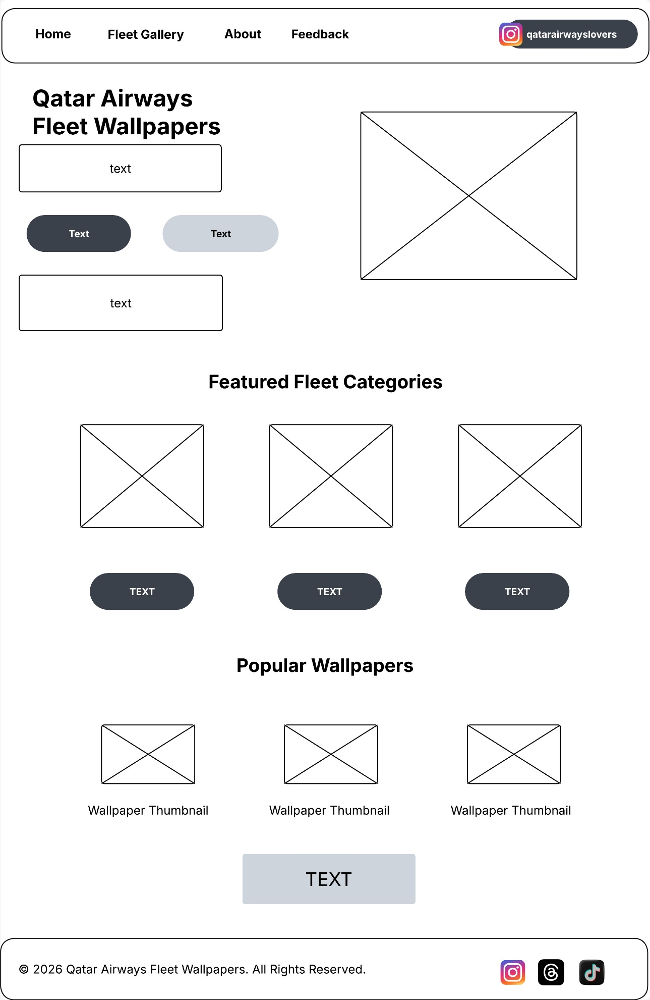 Home Fleet Gallery About Feedback qatarairwayslovers
Qatar Airways
Fleet Wallpapers
text
Text Text
text
Featured Fleet Categories
TEXT TEXT TEXT
Popular Wallpapers
Wallpaper Thumbnail Wallpaper Thumbnail Wallpaper Thumbnail
TEXT
© 2026 Qatar Airways Fleet Wallpapers. All Rights Reserved.